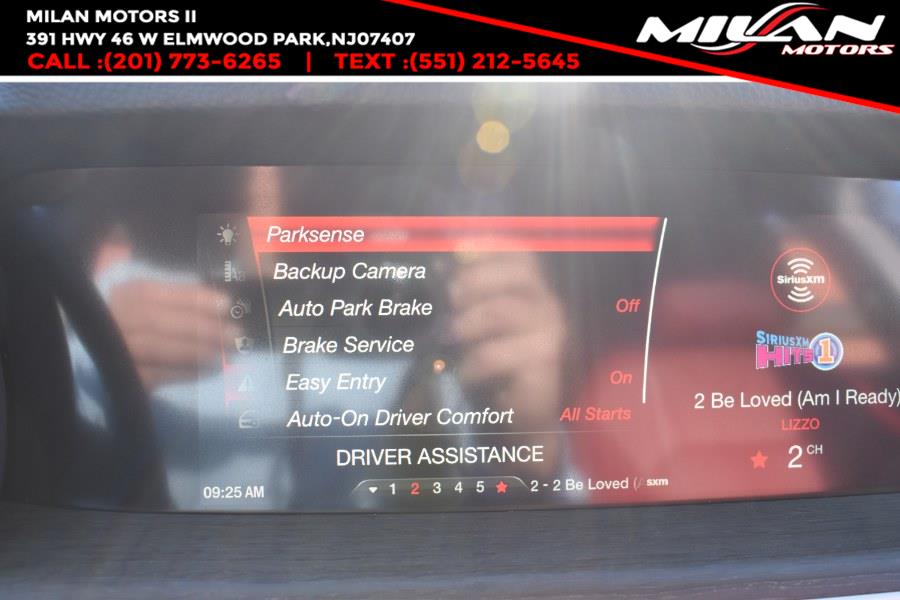 MILAN MOTORS II
391 HWY 46 W ELMWOOD PARK,NJ07407
CALL :(201) 773-6265 | TEXT :(551) 212-5645
MILAN
MOTORS
Parksense
Backup Camera
Auto Park Brake Off
Brake Service
Easy Entry On
Auto-On Driver Comfort All Starts
DRIVER ASSISTANCE
09:25 AM
1 2 3 4 5 ★ 2 - 2 Be Loved ( sxm
SiriusXM
SIRIUSXM
HITS 1
2 Be Loved (Am I Ready)
LIZZO
★ 2 CH